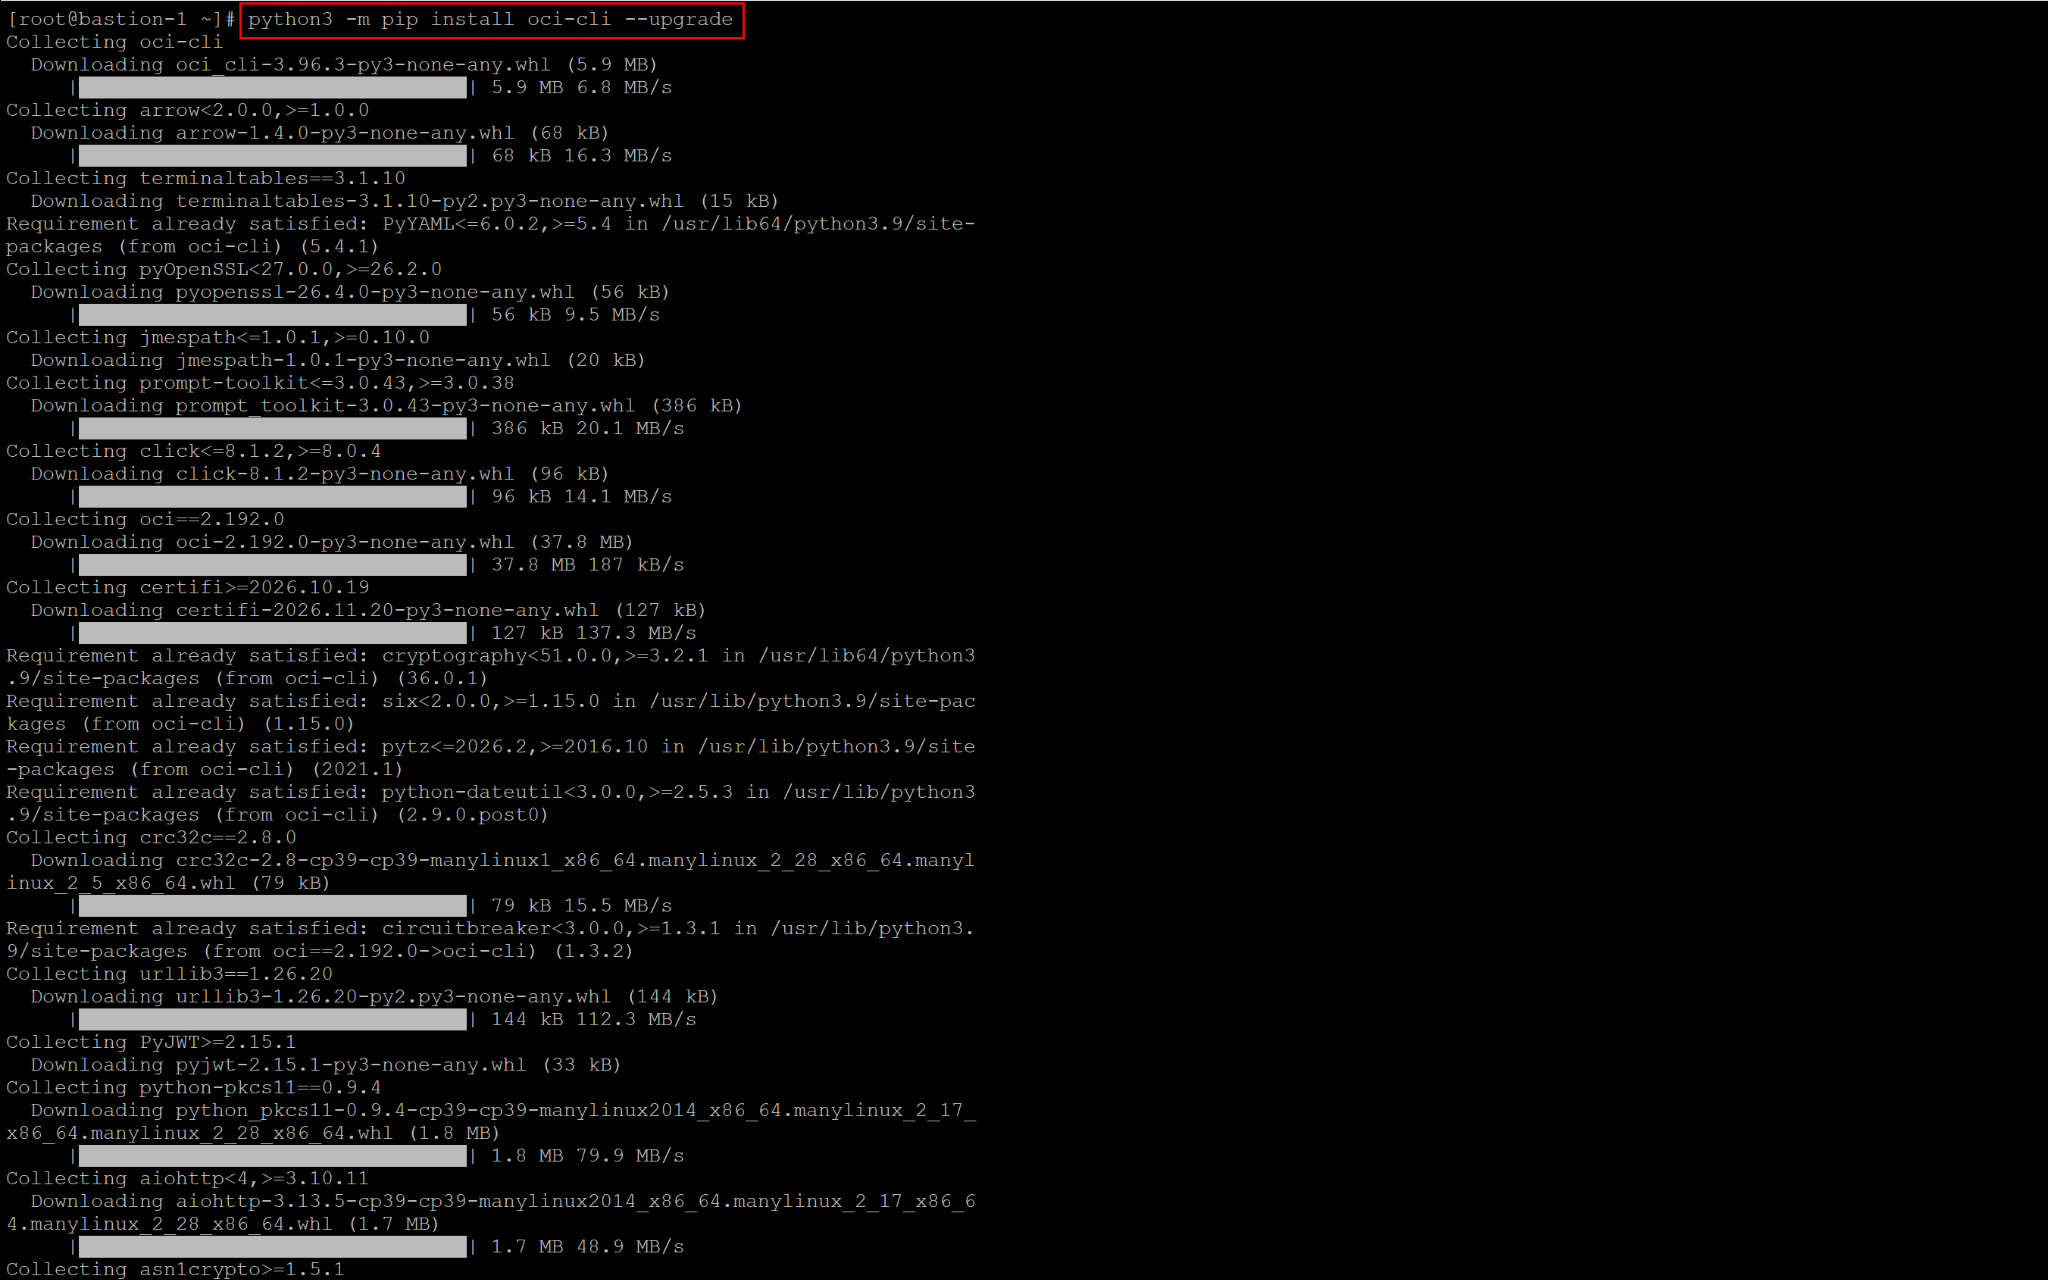 [root@bastion-1 ~]# python3 -m pip install oci-cli --upgrade
Collecting oci-cli
  Downloading oci_cli-3.96.3-py3-none-any.whl (5.9 MB)
     || 5.9 MB 6.8 MB/s
Collecting arrow<2.0.0,>=1.0.0
  Downloading arrow-1.4.0-py3-none-any.whl (68 kB)
     || 68 kB 16.3 MB/s
Collecting terminaltables==3.1.10
  Downloading terminaltables-3.1.10-py2.py3-none-any.whl (15 kB)
Requirement already satisfied: PyYAML<=6.0.2,>=5.4 in /usr/lib64/python3.9/site-
packages (from oci-cli) (5.4.1)
Collecting pyOpenSSL<27.0.0,>=26.2.0
  Downloading pyopenssl-26.4.0-py3-none-any.whl (56 kB)
     || 56 kB 9.5 MB/s
Collecting jmespath<=1.0.1,>=0.10.0
  Downloading jmespath-1.0.1-py3-none-any.whl (20 kB)
Collecting prompt-toolkit<=3.0.43,>=3.0.38
  Downloading prompt_toolkit-3.0.43-py3-none-any.whl (386 kB)
     || 386 kB 20.1 MB/s
Collecting click<=8.1.2,>=8.0.4
  Downloading click-8.1.2-py3-none-any.whl (96 kB)
     || 96 kB 14.1 MB/s
Collecting oci==2.192.0
  Downloading oci-2.192.0-py3-none-any.whl (37.8 MB)
     || 37.8 MB 187 kB/s
Collecting certifi>=2026.10.19
  Downloading certifi-2026.11.20-py3-none-any.whl (127 kB)
     || 127 kB 137.3 MB/s
Requirement already satisfied: cryptography<51.0.0,>=3.2.1 in /usr/lib64/python3
.9/site-packages (from oci-cli) (36.0.1)
Requirement already satisfied: six<2.0.0,>=1.15.0 in /usr/lib/python3.9/site-pac
kages (from oci-cli) (1.15.0)
Requirement already satisfied: pytz<=2026.2,>=2016.10 in /usr/lib/python3.9/site
-packages (from oci-cli) (2021.1)
Requirement already satisfied: python-dateutil<3.0.0,>=2.5.3 in /usr/lib/python3
.9/site-packages (from oci-cli) (2.9.0.post0)
Collecting crc32c==2.8.0
  Downloading crc32c-2.8-cp39-cp39-manylinux1_x86_64.manylinux_2_28_x86_64.manyl
inux_2_5_x86_64.whl (79 kB)
     || 79 kB 15.5 MB/s
Requirement already satisfied: circuitbreaker<3.0.0,>=1.3.1 in /usr/lib/python3.
9/site-packages (from oci==2.192.0->oci-cli) (1.3.2)
Collecting urllib3==1.26.20
  Downloading urllib3-1.26.20-py2.py3-none-any.whl (144 kB)
     || 144 kB 112.3 MB/s
Collecting PyJWT>=2.15.1
  Downloading pyjwt-2.15.1-py3-none-any.whl (33 kB)
Collecting python-pkcs11==0.9.4
  Downloading python_pkcs11-0.9.4-cp39-cp39-manylinux2014_x86_64.manylinux_2_17_
x86_64.manylinux_2_28_x86_64.whl (1.8 MB)
     || 1.8 MB 79.9 MB/s
Collecting aiohttp<4,>=3.10.11
  Downloading aiohttp-3.13.5-cp39-cp39-manylinux2014_x86_64.manylinux_2_17_x86_6
4.manylinux_2_28_x86_64.whl (1.7 MB)
     || 1.7 MB 48.9 MB/s
Collecting asn1crypto>=1.5.1